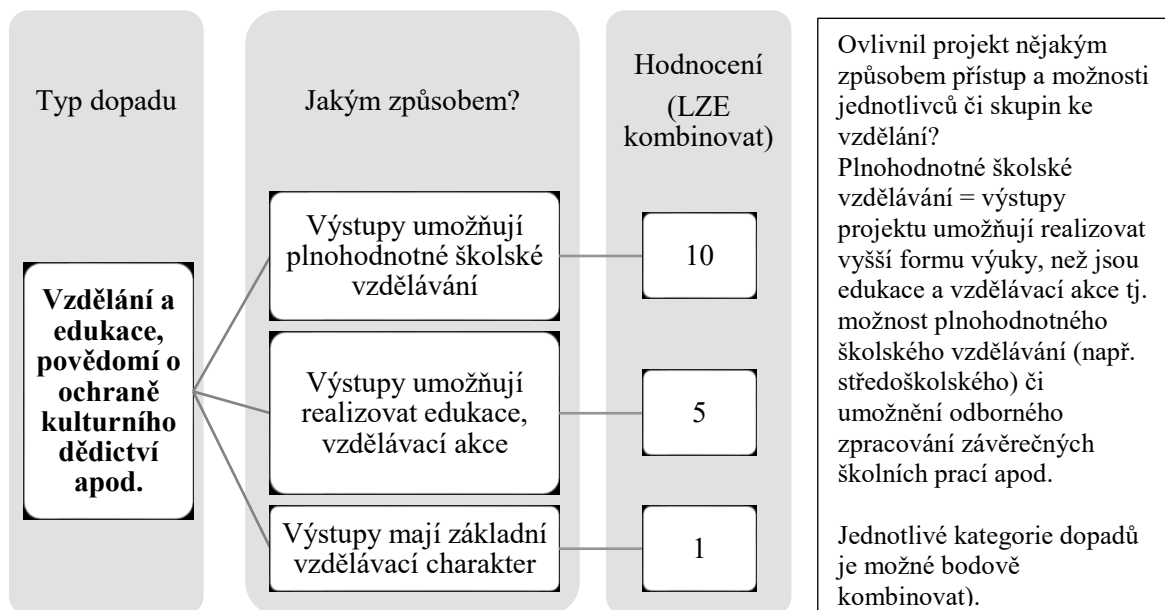 Typ dopadu
Jakým způsobem?
Hodnocení
(LZE
kombinovat)
Vzdělání a
edukace,
povědomí o
ochraně
kulturního
dědictví
apod.
Výstupy umožňují
plnohodnotné školské
vzdělávání
10
Výstupy umožňují
realizovat edukace,
vzdělávací akce
5
Výstupy mají základní
vzdělávací charakter
1
Ovlivnil projekt nějakým
způsobem přístup a možnosti
jednotlivců či skupin ke
vzdělání?
Plnohodnotné školské
vzdělávání = výstupy
projektu umožňují realizovat
vyšší formu výuky, než jsou
edukace a vzdělávací akce tj.
možnost plnohodnotného
školského vzdělávání (např.
středoškolského) či
umožnění odborného
zpracování závěrečných
školních prací apod.
Jednotlivé kategorie dopadů
je možné bodově
kombinovat).